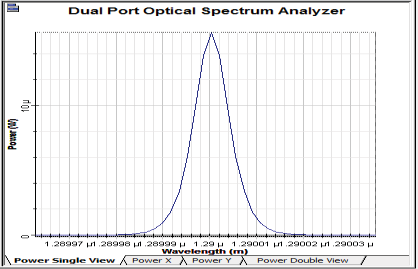 Dual Port Optical Spectrum Analyzer
Power (W)
10 µ
0
1.28997 µ 1.28998 µ 1.28999 µ 1.29 µ 1.29001 µ 1.29002 µ 1.29003 µ
Wavelength (m)
Power Single View Power X Power Y Power Double View